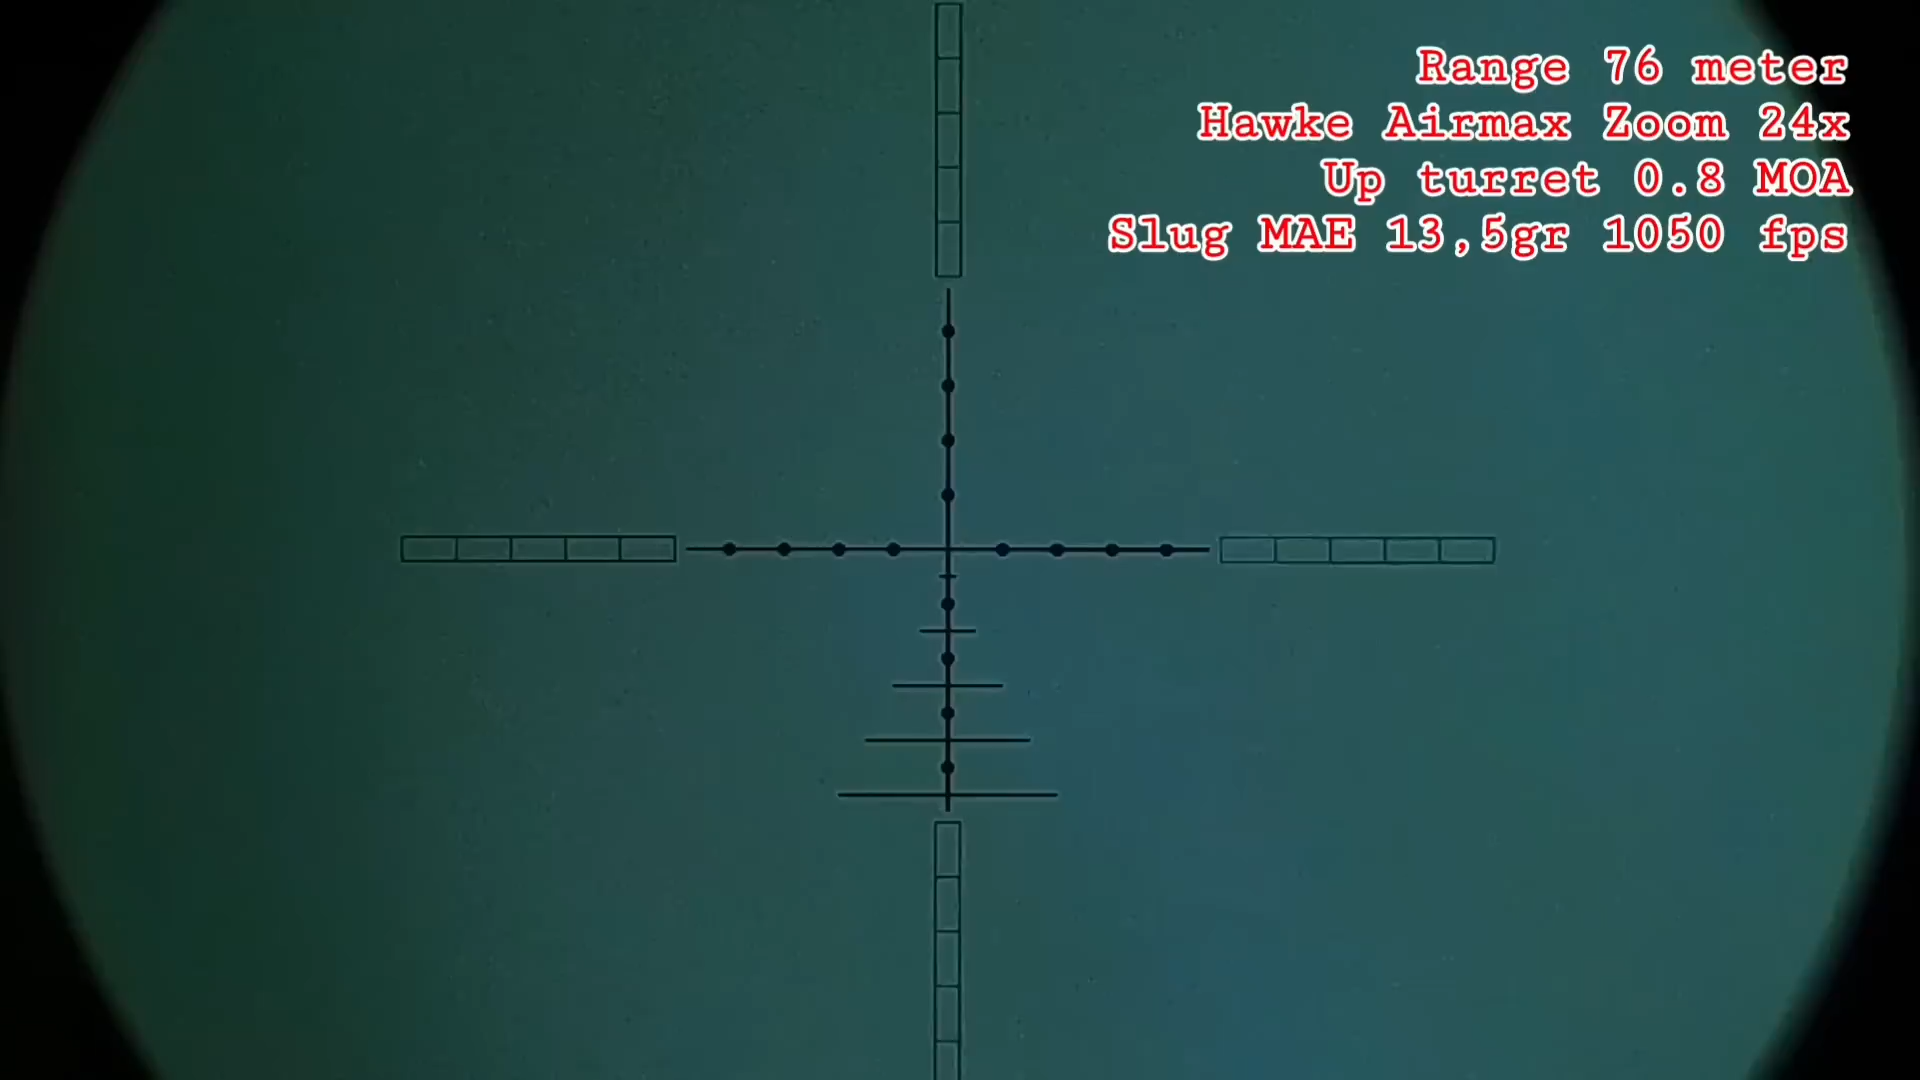 Range 76 meter
Hawke Airmax Zoom 24x
Up turret 0.8 MOA
Slug MAE 13,5gr 1050 fps